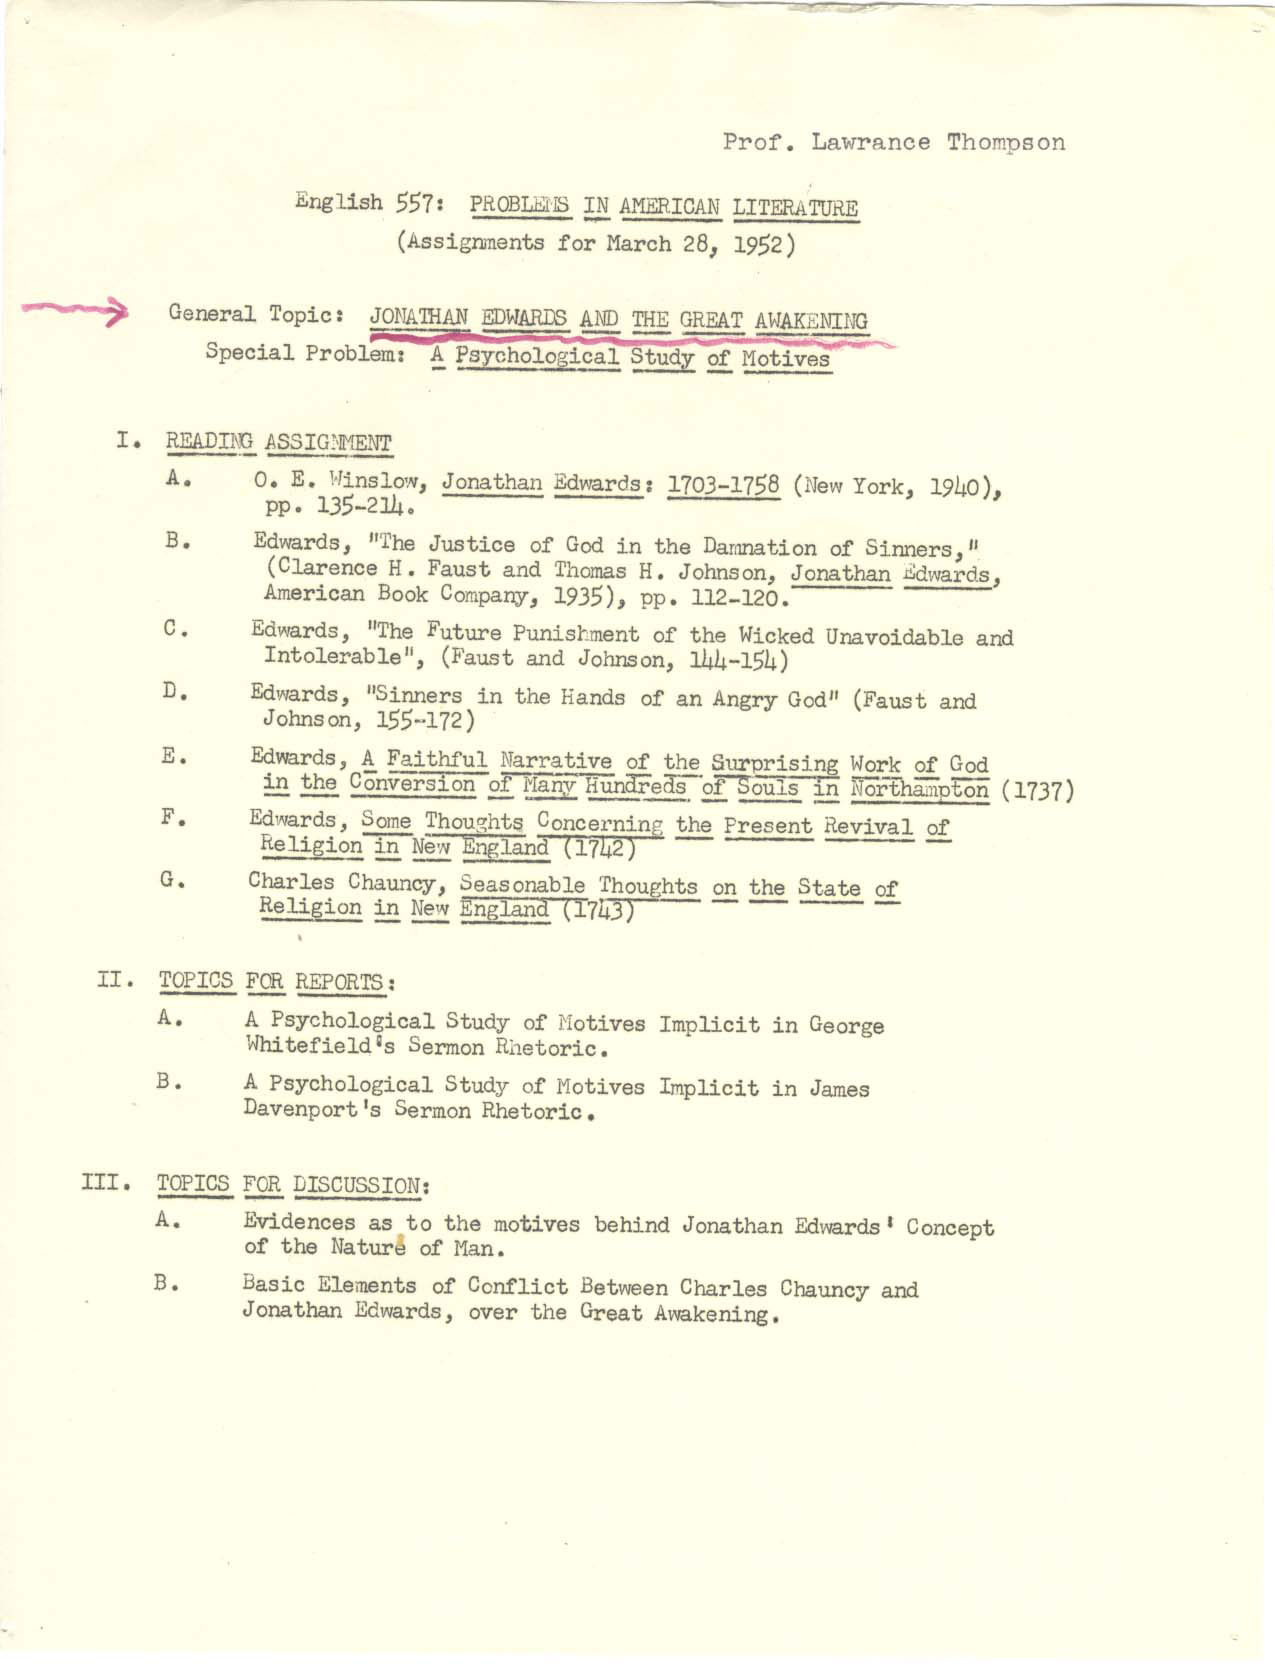 Prof. Lawrance Thompson
English 557: PROBLEMS IN AMERICAN LITERATURE
(Assignments for March 28, 1952)
General Topic: JONATHAN EDWARDS AND THE GREAT AWAKENING
Special Problem: A Psychological Study of Motives
I. READING ASSIGNMENT
A. O. E. Winslow, Jonathan Edwards: 1703-1758 (New York, 1940),
pp. 135-214.
B. Edwards, "The Justice of God in the Damnation of Sinners,"
(Clarence H. Faust and Thomas H. Johnson, Jonathan Edwards,
American Book Company, 1935), pp. 112-120.
C. Edwards, "The Future Punishment of the Wicked Unavoidable and
Intolerable", (Faust and Johnson, 144-154)
D. Edwards, "Sinners in the Hands of an Angry God" (Faust and
Johnson, 155-172)
E. Edwards, A Faithful Narrative of the Surprising Work of God
in the Conversion of Many Hundreds of Souls in Northampton (1737)
F. Edwards, Some Thoughts Concerning the Present Revival of
Religion in New England (1742)
G. Charles Chauncy, Seasonable Thoughts on the State of
Religion in New England (1743)
II. TOPICS FOR REPORTS:
A. A Psychological Study of Motives Implicit in George
Whitefield's Sermon Rhetoric.
B. A Psychological Study of Motives Implicit in James
Davenport's Sermon Rhetoric.
III. TOPICS FOR DISCUSSION:
A. Evidences as to the motives behind Jonathan Edwards' Concept
of the Nature of Man.
B. Basic Elements of Conflict Between Charles Chauncy and
Jonathan Edwards, over the Great Awakening.